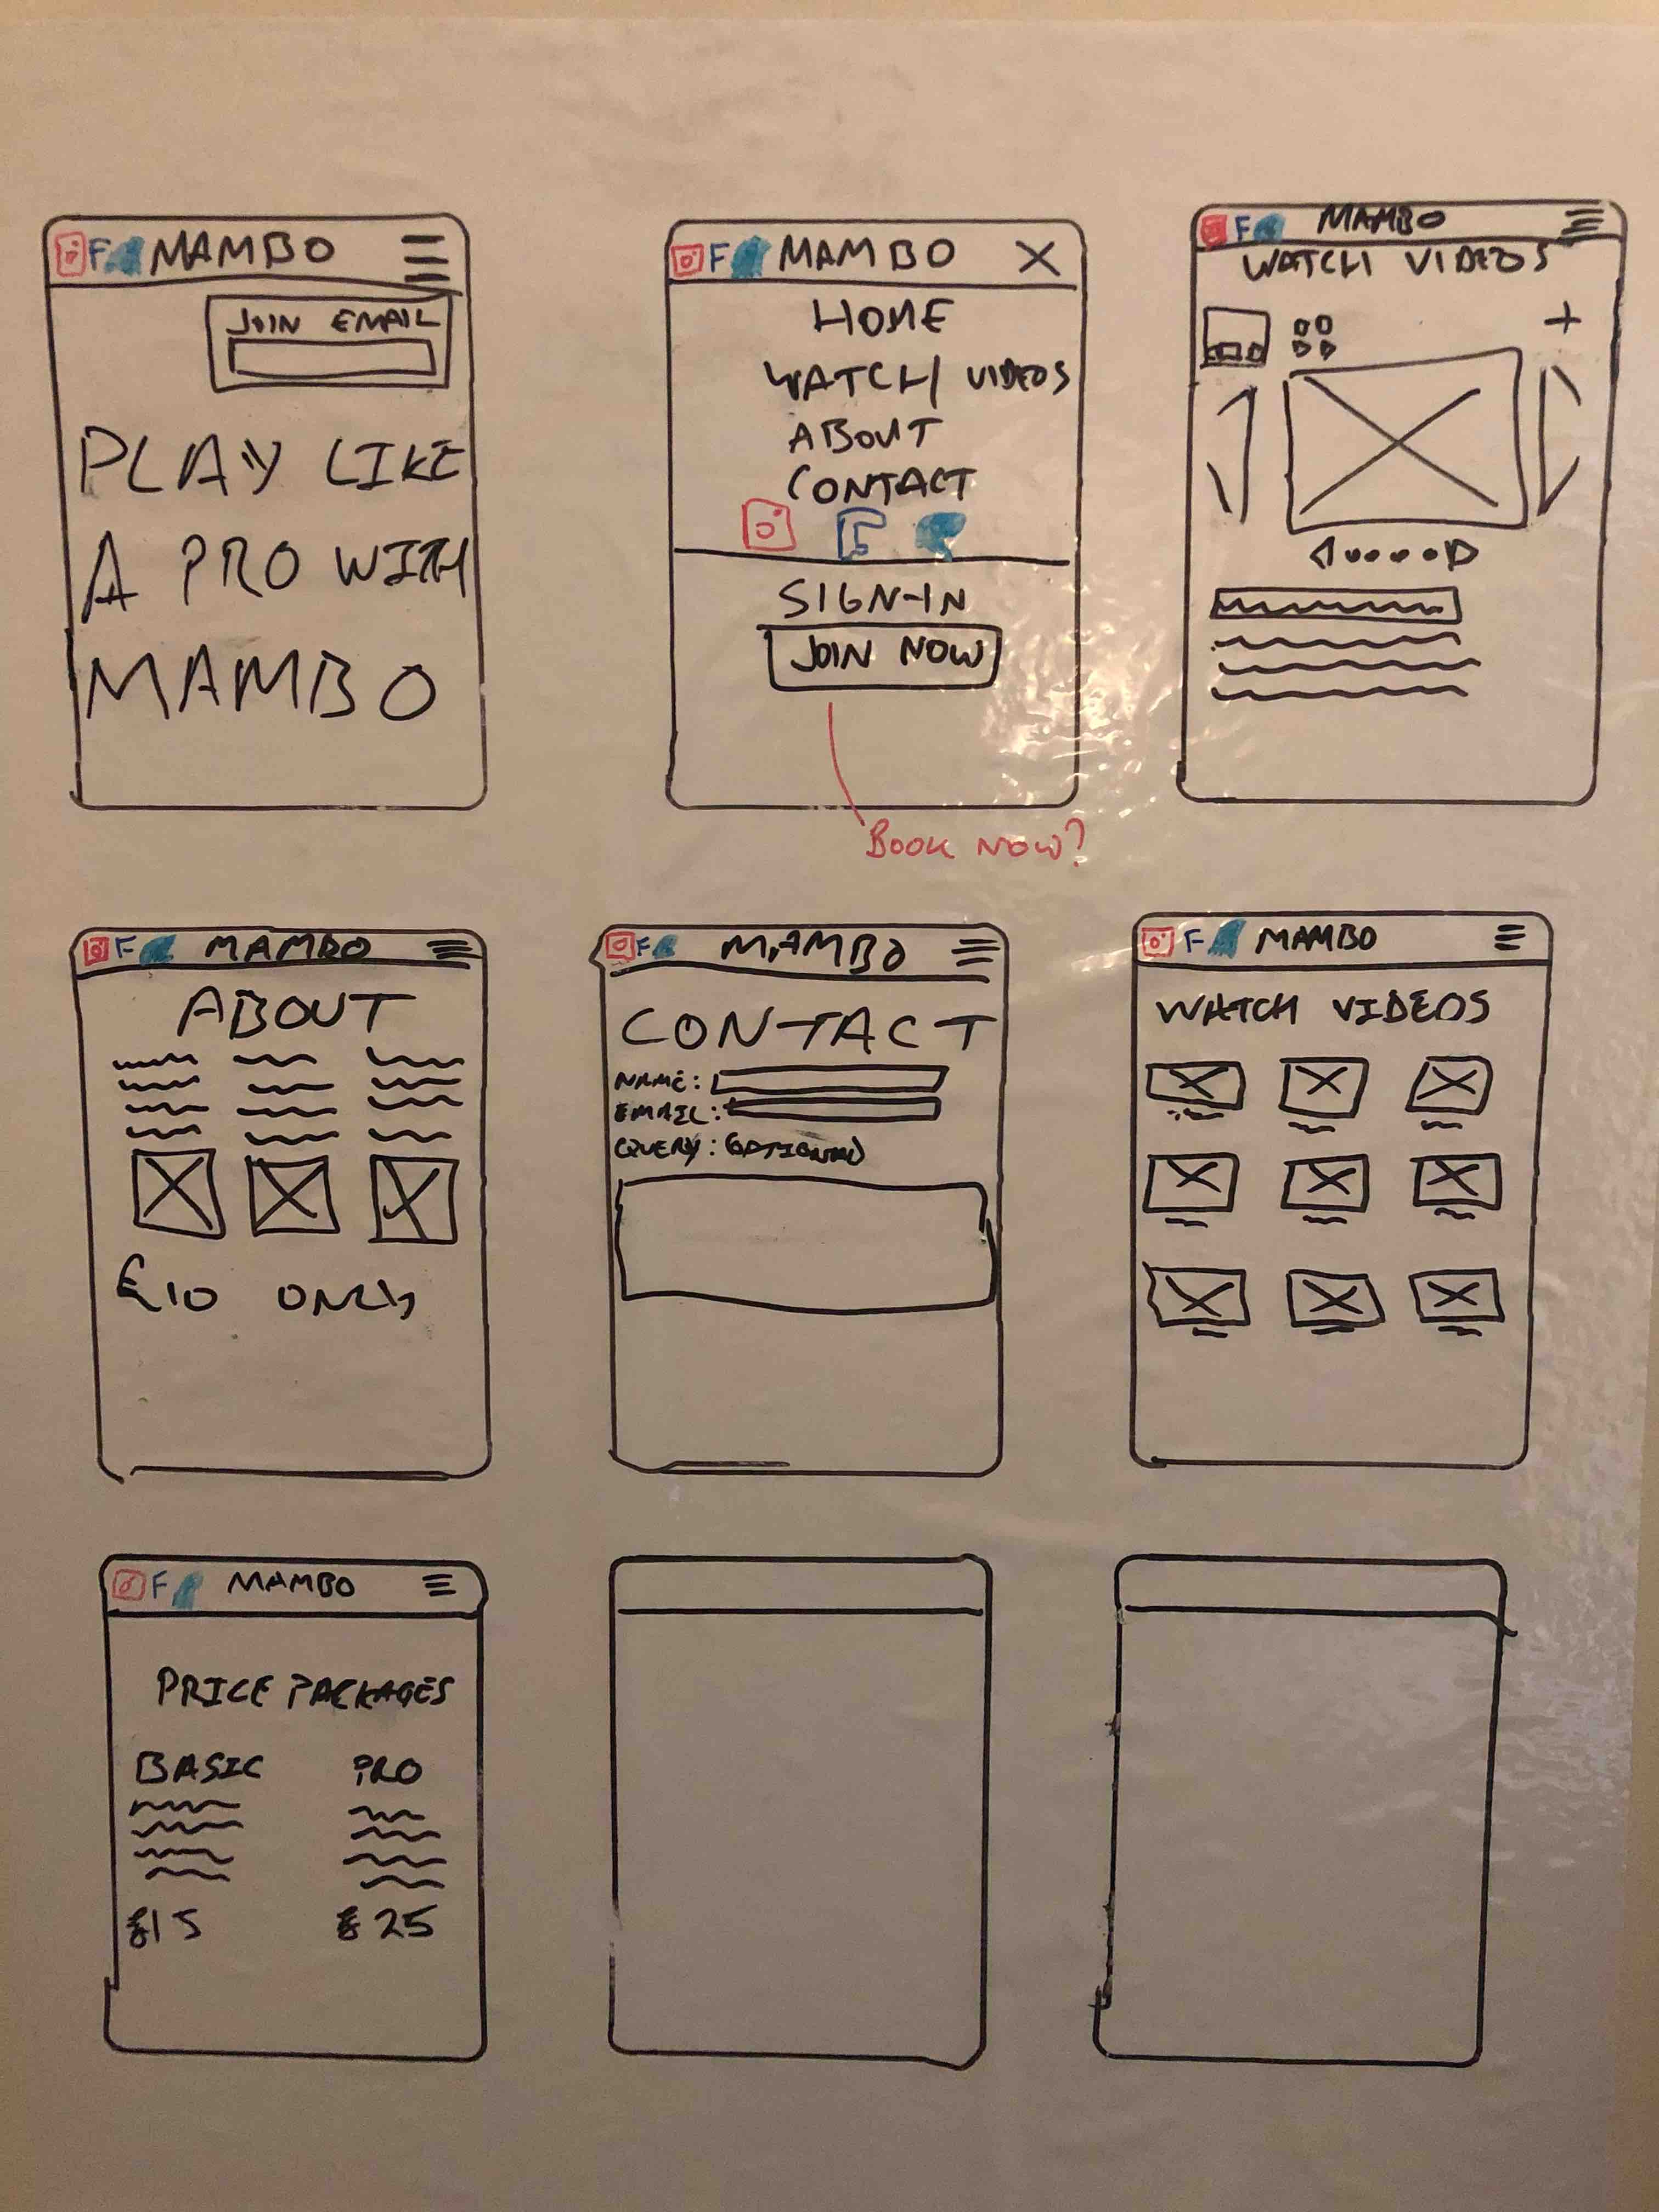 F MAMBO
JOIN EMAIL
PLAY LIKE
A PRO WITH
MAMBO
F MAMBO X
HOME
WATCH VIDEOS
ABOUT
CONTACT
F
SIGN-IN
JOIN NOW
BOOK NOW?
F MAMBO
WATCH VIDEOS
+
F MAMBO
ABOUT
£10 ONLY
F MAMBO
CONTACT
NAME:
EMAIL:
QUERY: (OPTIONAL)
F MAMBO
WATCH VIDEOS
F MAMBO
PRICE PACKAGES
BASIC PRO
£15 £25